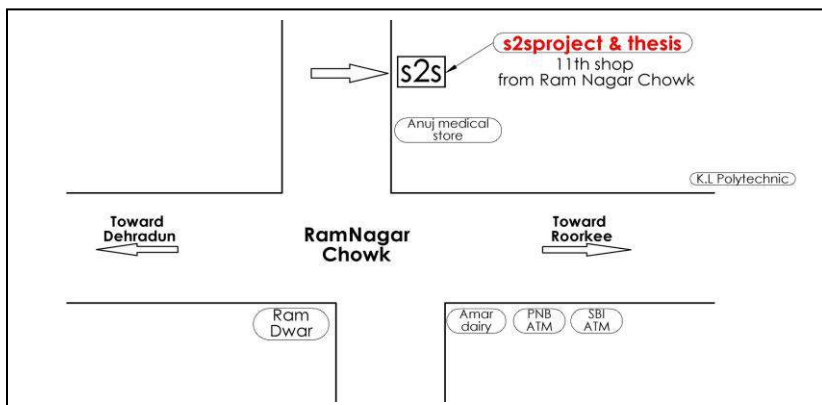 s2sproject & thesis
s2s
11th shop
from Ram Nagar Chowk
Anuj medical
store
K.L Polytechnic
Toward
Dehradun
RamNagar
Chowk
Toward
Roorkee
Ram
Dwar
Amar
dairy
PNB
ATM
SBI
ATM